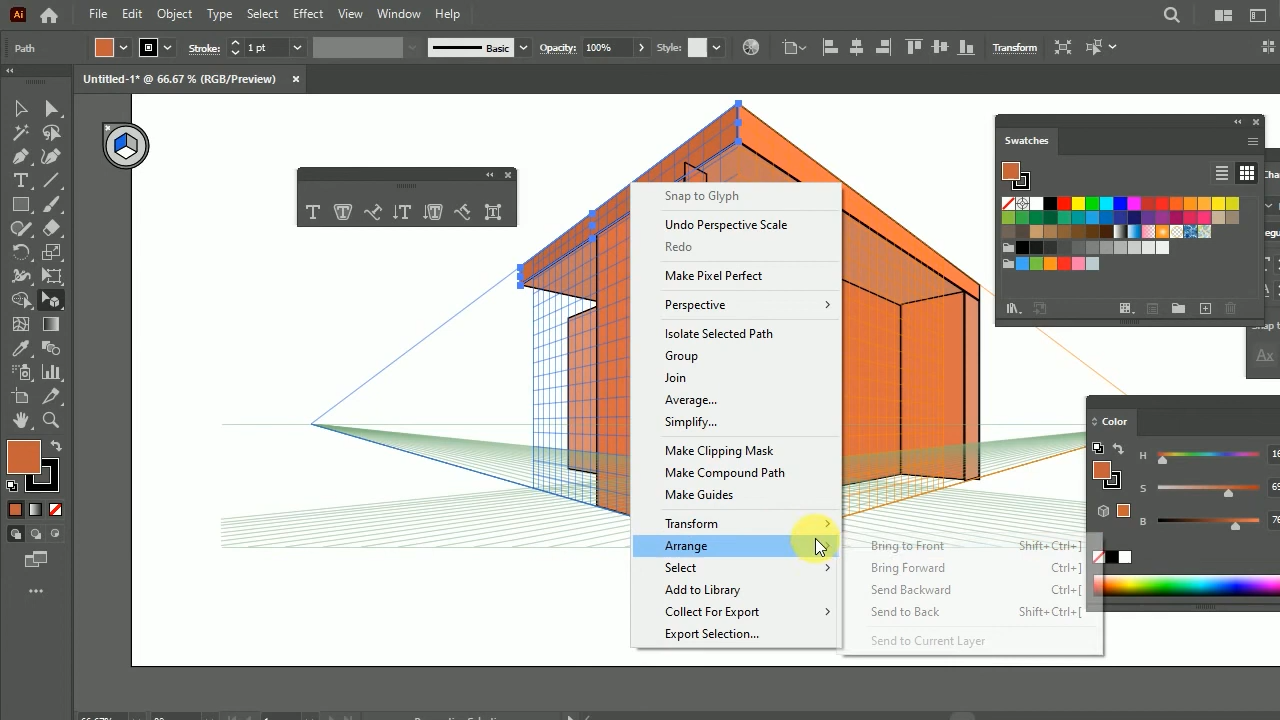 Ai File Edit Object Type Select Effect View Window Help
Path Stroke: 1 pt Basic Opacity: 100% Style: Transform
Untitled-1* @ 66.67 % (RGB/Preview)
Swatches
Snap to Glyph
Undo Perspective Scale
Redo
Make Pixel Perfect
Perspective
Isolate Selected Path
Group
Join
Average...
Simplify...
Make Clipping Mask
Make Compound Path
Make Guides
Transform
Arrange
Select
Add to Library
Collect For Export
Export Selection...
Bring to Front Shift+Ctrl+]
Bring Forward Ctrl+]
Send Backward Ctrl+[
Send to Back Shift+Ctrl+[
Send to Current Layer
Color
H 16
S
B